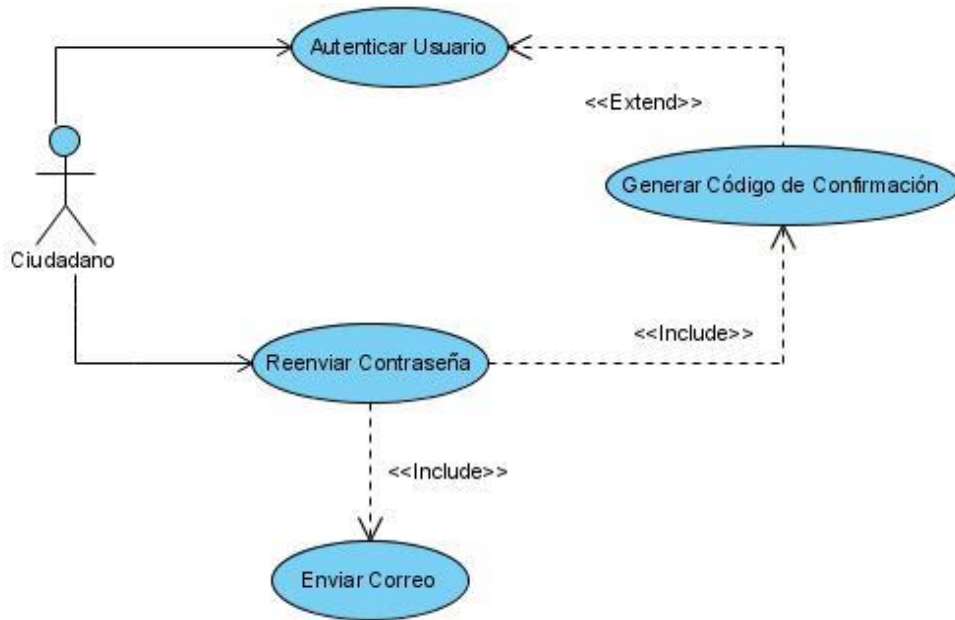 Autenticar Usuario
<<Extend>>
Generar Código de Confirmación
Ciudadano
<<Include>>
Reenviar Contraseña
<<Include>>
Enviar Correo